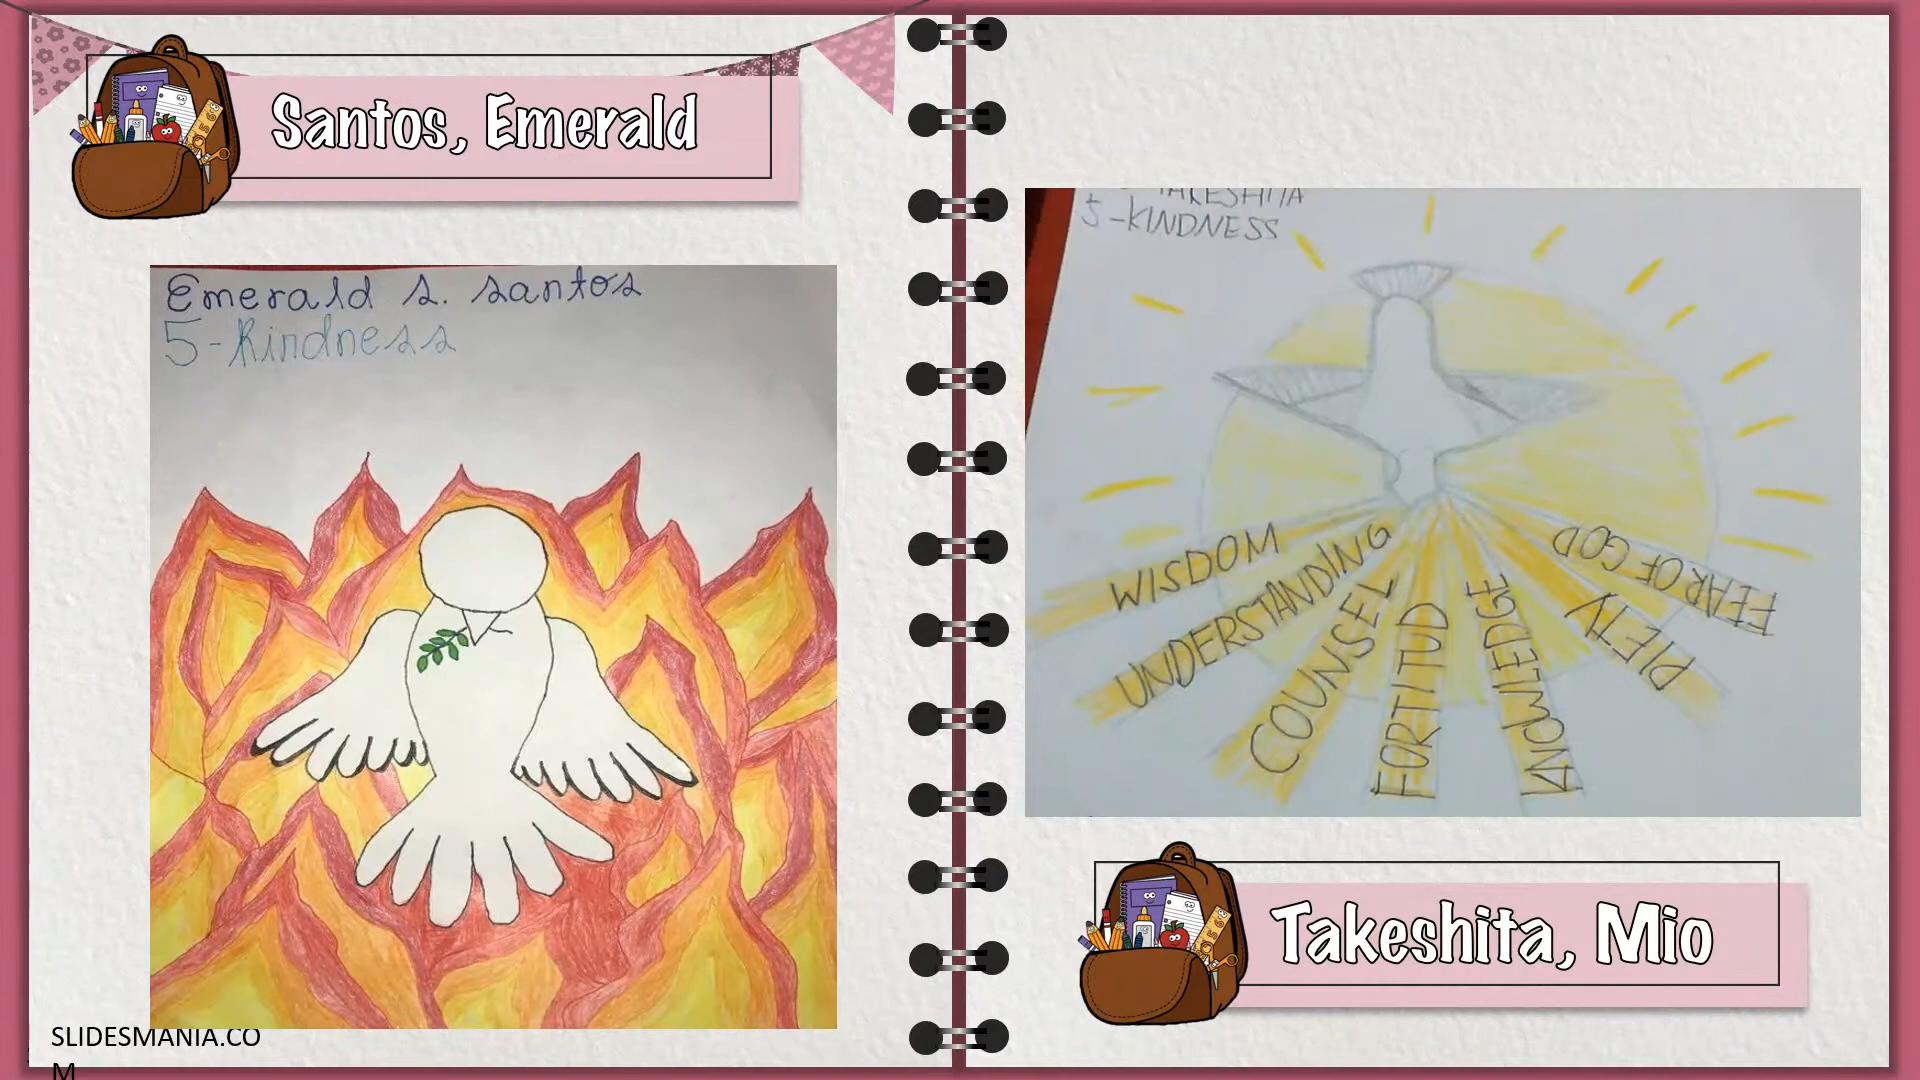 Santos, Emerald
Emerald S. Santos
5-Kindness
SLIDESMANIA.CO
M
TAKESHITA
5-KINDNESS
WISDOM
UNDERSTANDING
COUNSEL
FORTITUD
KNOWLEDGE
PIETY
FEAR OF GOD
Takeshita, Mio